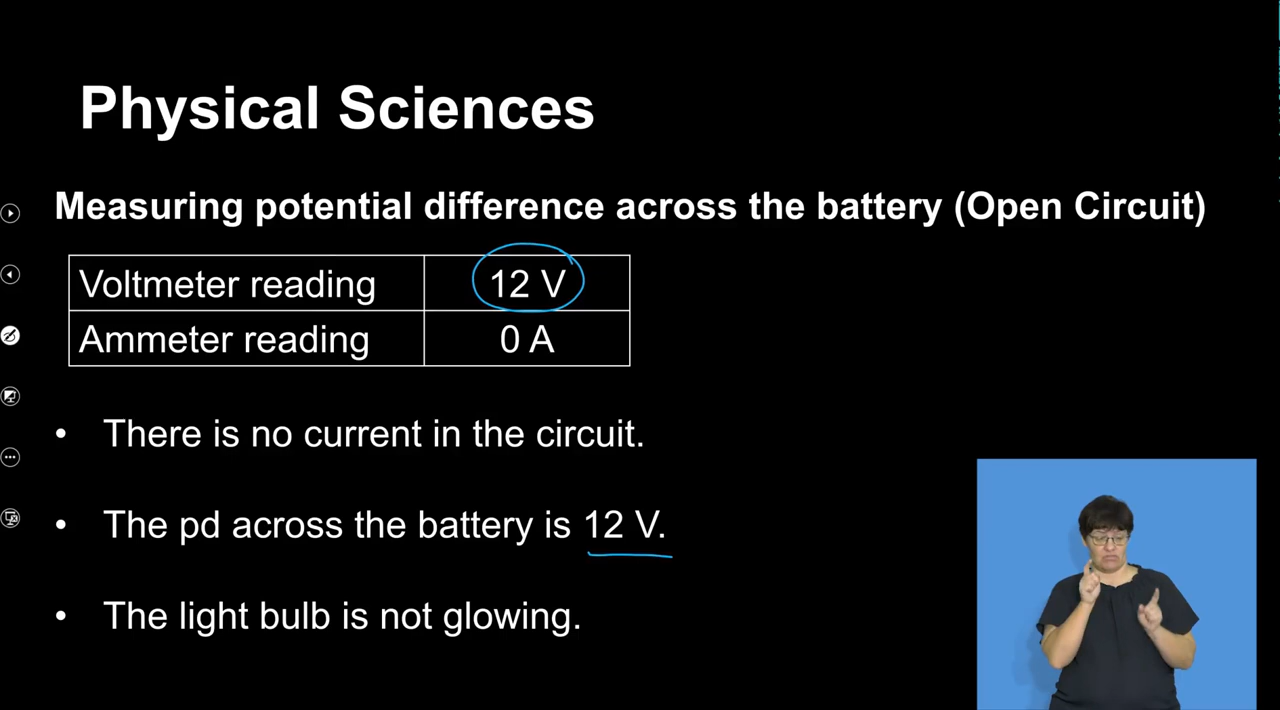 Physical Sciences
Measuring potential difference across the battery (Open Circuit)
Voltmeter reading 12 V
Ammeter reading 0 A
• There is no current in the circuit.
• The pd across the battery is 12 V.
• The light bulb is not glowing.